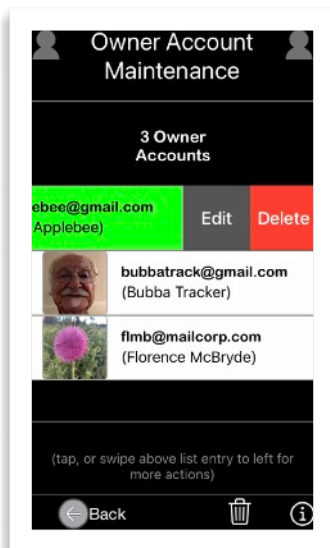 Owner Account
Maintenance
3 Owner
Accounts
ebee@gmail.com
Applebee)
Edit
Delete
bubbatrack@gmail.com
(Bubba Tracker)
flmb@mailcorp.com
(Florence McBryde)
(tap, or swipe above list entry to left for
more actions)
Back